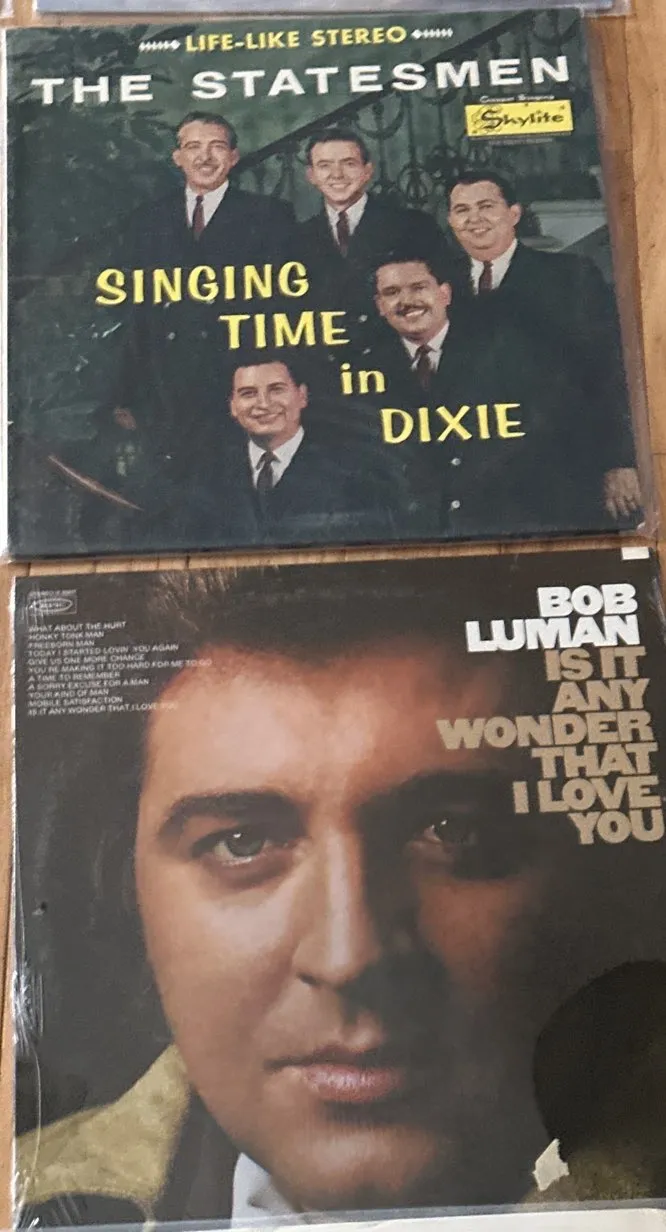 LIFE-LIKE STEREO
THE STATESMEN
Skylite
SINGING
TIME
in
DIXIE
BOB
LUMAN
IS IT
ANY
WONDER
THAT
I LOVE
YOU
EPIC
WHAT ABOUT THE HURT
HONKY TONK MAN
FREEBORN MAN
TODAY I STARTED LOVIN' YOU AGAIN
GIVE US ONE MORE CHANCE
YOU'RE MAKING IT TOO HARD FOR ME TO GO
A TIME TO REMEMBER
A SORRY EXCUSE FOR A MAN
YOUR KIND OF MAN
MOBILE SATISFACTION
IS IT ANY WONDER THAT I LOVE YOU